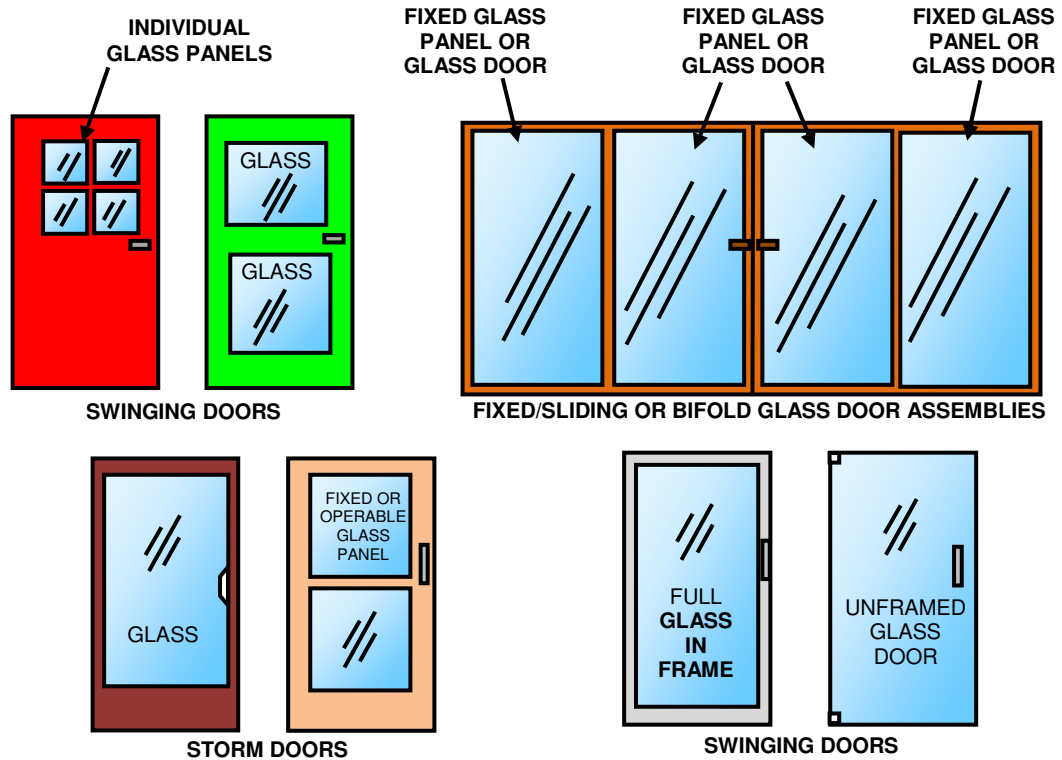 INDIVIDUAL
GLASS PANELS
FIXED GLASS
PANEL OR
GLASS DOOR
FIXED GLASS
PANEL OR
GLASS DOOR
FIXED GLASS
PANEL OR
GLASS DOOR
GLASS
GLASS
SWINGING DOORS
FIXED/SLIDING OR BIFOLD GLASS DOOR ASSEMBLIES
GLASS
FIXED OR
OPERABLE
GLASS
PANEL
STORM DOORS
FULL
GLASS
IN
FRAME
UNFRAMED
GLASS
DOOR
SWINGING DOORS